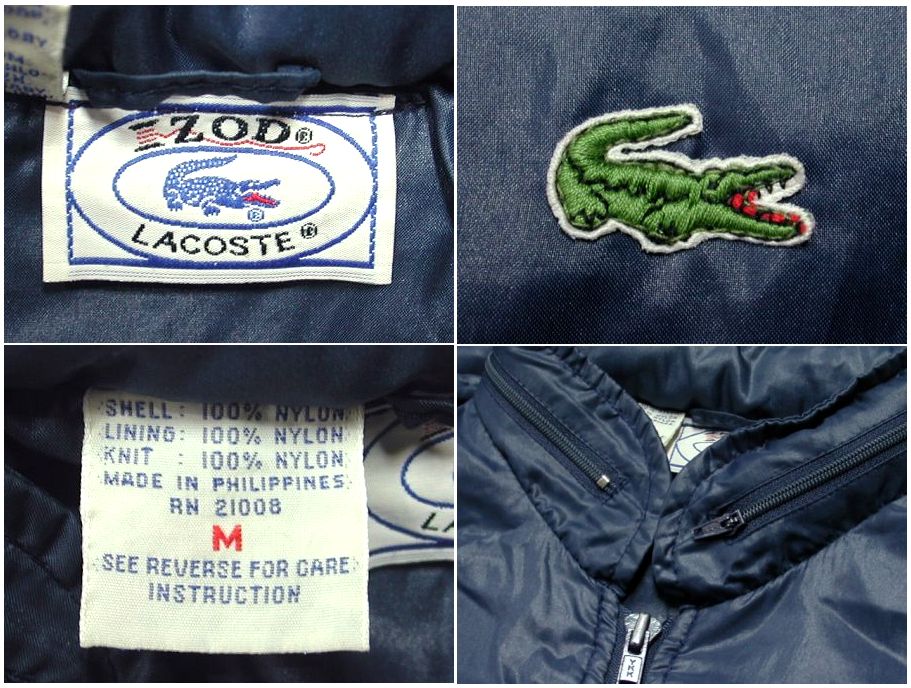 DRY.
IZOD®
®
LACOSTE®
SHELL : 100% NYLON
LINING: 100% NYLON
KNIT : 100% NYLON
MADE IN PHILIPPINES
RN 21008
M
SEE REVERSE FOR CARE
INSTRUCTION
YKK